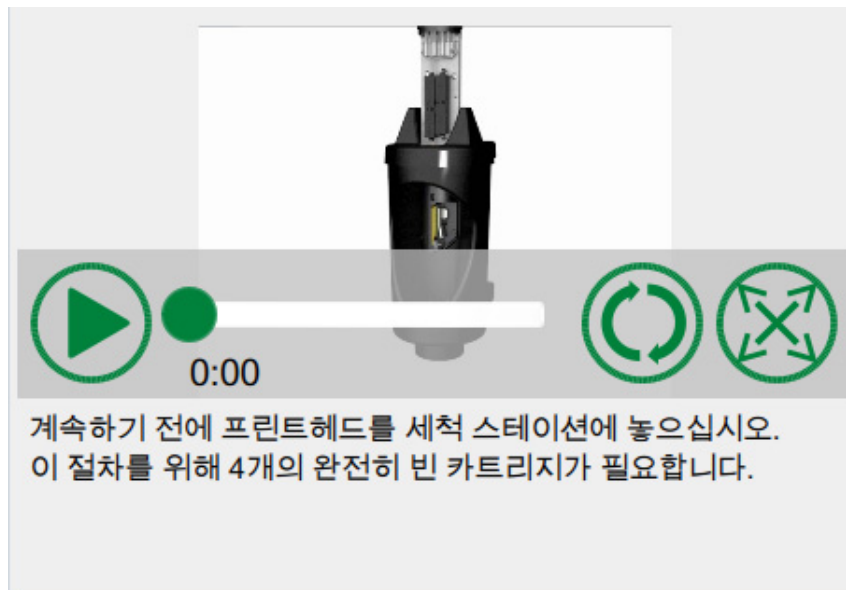 0:00
계속하기 전에 프린트헤드를 세척 스테이션에 놓으십시오.
이 절차를 위해 4개의 완전히 빈 카트리지가 필요합니다.